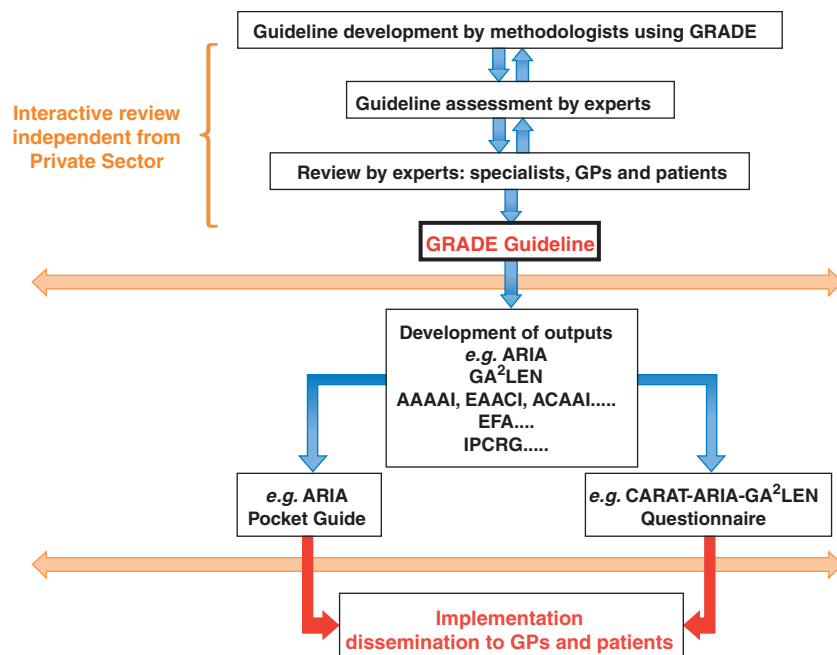 Guideline development by methodologists using GRADE
Interactive review
independent from
Private Sector
Guideline assessment by experts
Review by experts: specialists, GPs and patients
GRADE Guideline
Development of outputs
e.g. ARIA
GA²LEN
AAAAI, EAACI, ACAAI.....
EFA....
IPCRG.....
e.g. ARIA
Pocket Guide
e.g. CARAT-ARIA-GA²LEN
Questionnaire
Implementation
dissemination to GPs and patients